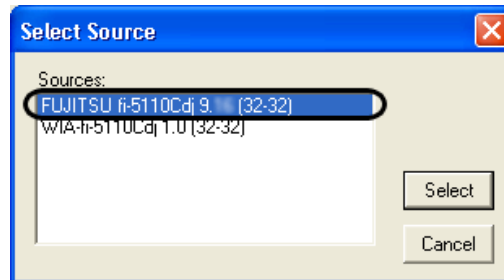 Select Source
Sources:
FUJITSU fi-5110Cdj 9. (32-32)
WIA-fi-5110Cdj 1.0 (32-32)
Select
Cancel